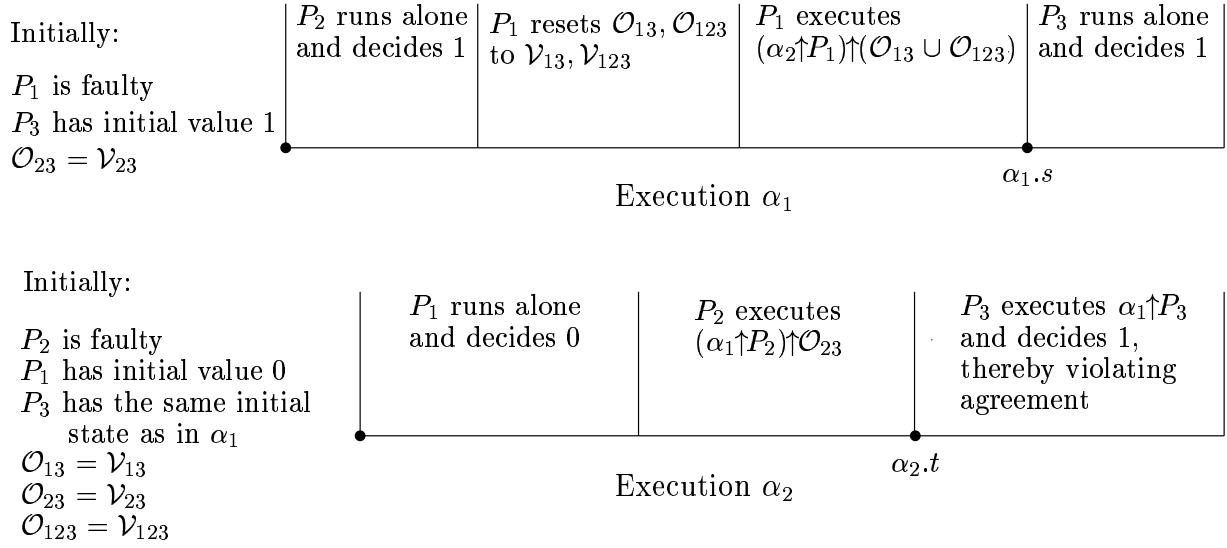 Initially:
P₁ is faulty
P₃ has initial value 1
𝒪₂₃ = 𝒱₂₃
P₂ runs alone
and decides 1
P₁ resets 𝒪₁₃, 𝒪₁₂₃
to 𝒱₁₃, 𝒱₁₂₃
P₁ executes
(α₂↑P₁)↑(𝒪₁₃ ∪ 𝒪₁₂₃)
P₃ runs alone
and decides 1
α₁.s
Execution α₁
Initially:
P₂ is faulty
P₁ has initial value 0
P₃ has the same initial
state as in α₁
𝒪₁₃ = 𝒱₁₃
𝒪₂₃ = 𝒱₂₃
𝒪₁₂₃ = 𝒱₁₂₃
P₁ runs alone
and decides 0
P₂ executes
(α₁↑P₂)↑𝒪₂₃
P₃ executes α₁↑P₃
and decides 1,
thereby violating
agreement
α₂.t
Execution α₂